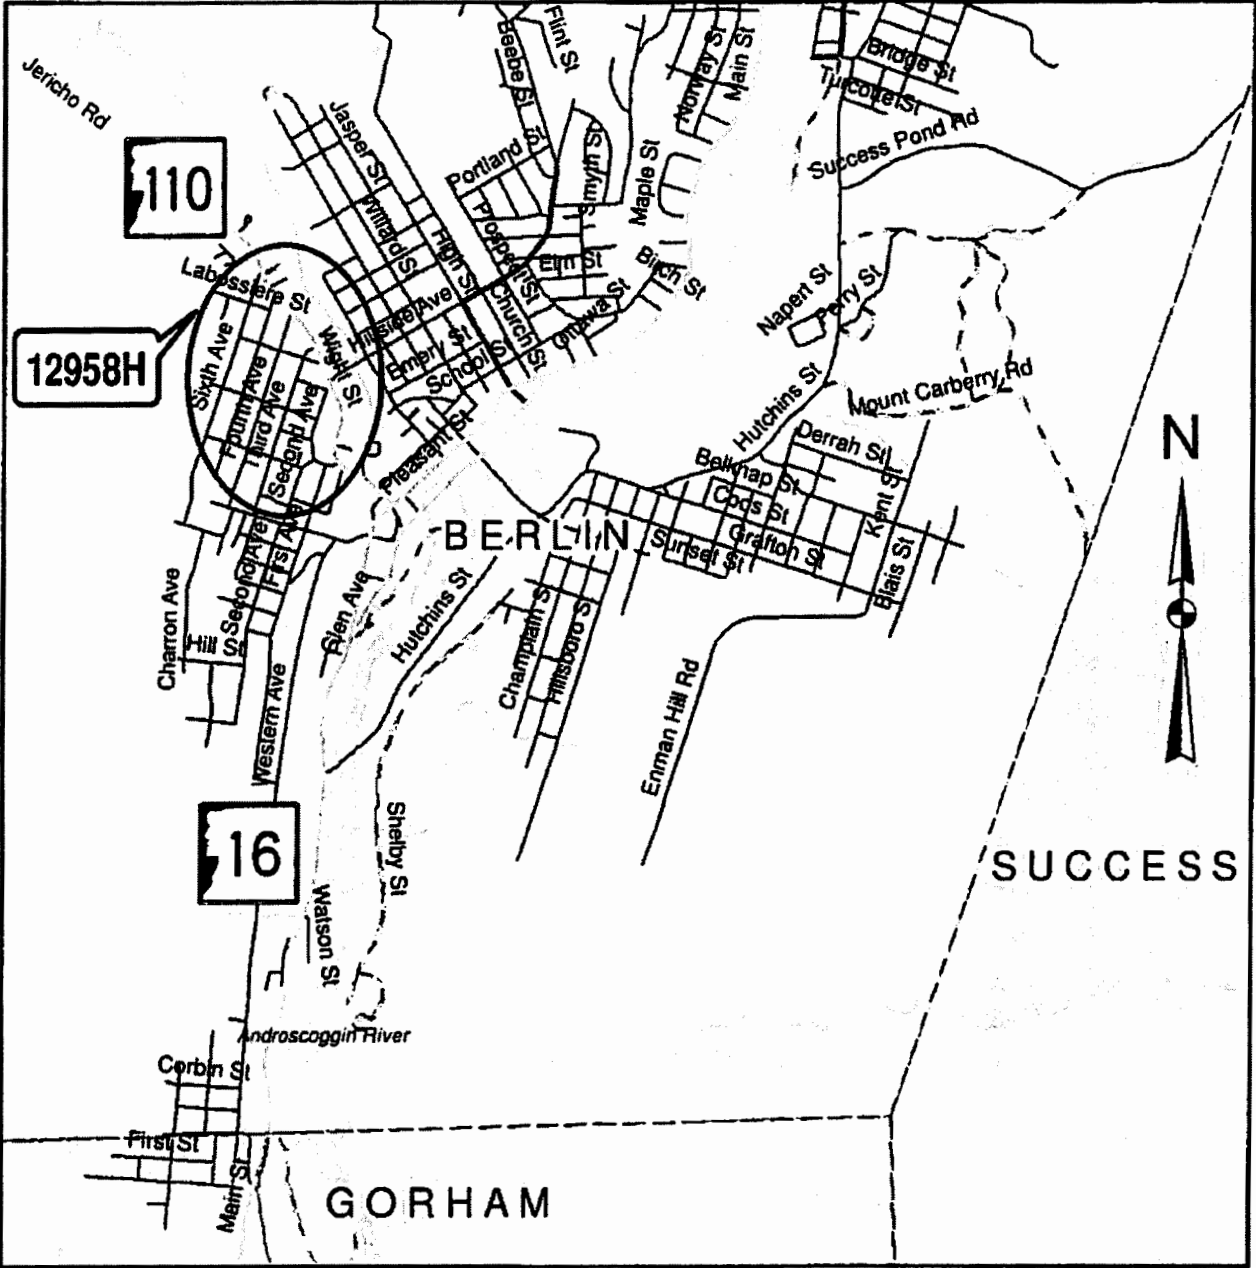 Flint St
Beebe St
Norway St
Main St
Bridge St
Turcotte St
Jericho Rd
Jasper St
Portland St
Smyth St
Maple St
Success Pond Rd
110
Willard St
High St
Prospect St
Elm St
Birch St
Labossiere St
Napert St
Perry St
Hillside Ave
Church St
Wight St
Emery St
School St
12958H
Sixth Ave
Fourth Ave
Third Ave
Second Ave
Pleasant St
Hutchins St
Mount Carberry Rd
N
Derrah St
Belknap St
Coos St
Kent St
BERLIN
Sunset St
Grafton St
Blais St
Second Ave
First Ave
Charron Ave
Glen Ave
Hutchins St
Champlain St
Hillsboro St
Hill St
Western Ave
Enman Hill Rd
16
Shelby St
SUCCESS
Watson St
Androscoggin River
Corbin St
First St
Main St
GORHAM